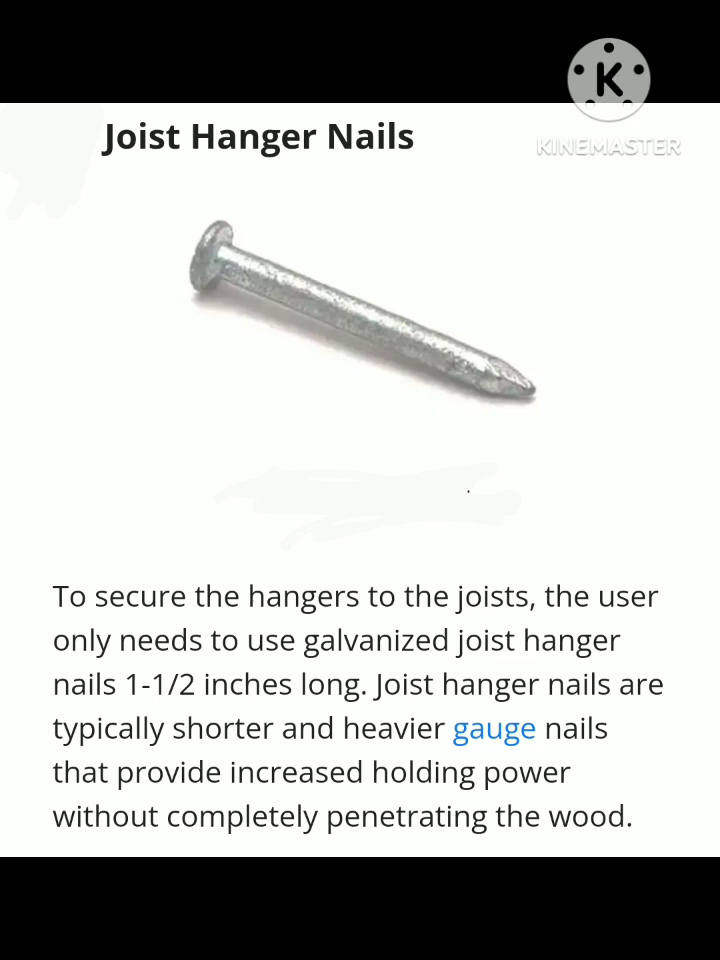 K
KINEMASTER
Joist Hanger Nails
To secure the hangers to the joists, the user
only needs to use galvanized joist hanger
nails 1-1/2 inches long. Joist hanger nails are
typically shorter and heavier gauge nails
that provide increased holding power
without completely penetrating the wood.